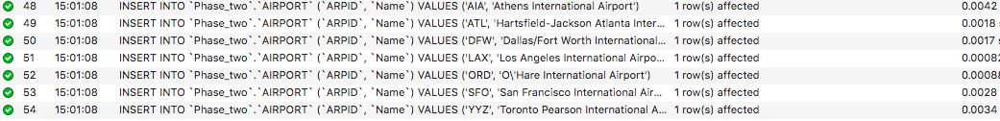 48 15:01:08 INSERT INTO `Phase_two`.`AIRPORT` (`ARPID`, `Name`) VALUES ('AIA', 'Athens International Airport') 1 row(s) affected 0.0042
49 15:01:08 INSERT INTO `Phase_two`.`AIRPORT` (`ARPID`, `Name`) VALUES ('ATL', 'Hartsfield-Jackson Atlanta Inter... 1 row(s) affected 0.0018 s
50 15:01:08 INSERT INTO `Phase_two`.`AIRPORT` (`ARPID`, `Name`) VALUES ('DFW', 'Dallas/Fort Worth International... 1 row(s) affected 0.0017 s
51 15:01:08 INSERT INTO `Phase_two`.`AIRPORT` (`ARPID`, `Name`) VALUES ('LAX', 'Los Angeles International Airpo... 1 row(s) affected 0.00082
52 15:01:08 INSERT INTO `Phase_two`.`AIRPORT` (`ARPID`, `Name`) VALUES ('ORD', 'O\'Hare International Airport') 1 row(s) affected 0.00088
53 15:01:08 INSERT INTO `Phase_two`.`AIRPORT` (`ARPID`, `Name`) VALUES ('SFO', 'San Francisco International Air... 1 row(s) affected 0.0028
54 15:01:08 INSERT INTO `Phase_two`.`AIRPORT` (`ARPID`, `Name`) VALUES ('YYZ', 'Toronto Pearson International A... 1 row(s) affected 0.0034